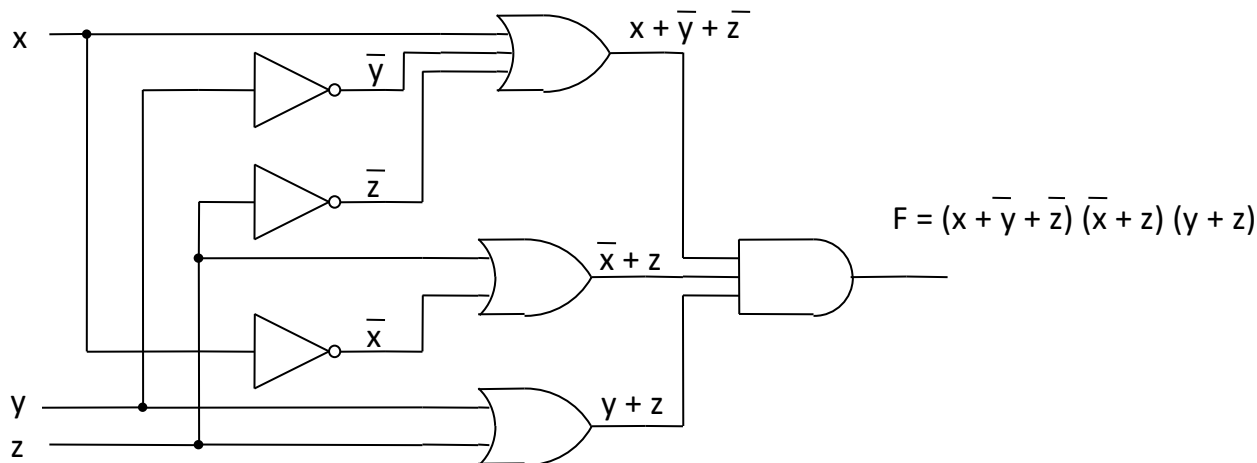 x
x + y̅ + z̅
y̅
z̅
F = (x + y̅ + z̅) (x̅ + z) (y + z)
x̅ + z
x̅
y
y + z
z